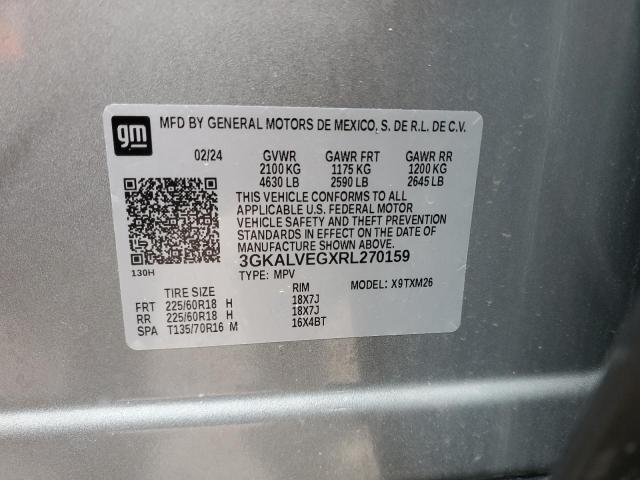 gm
MFD BY GENERAL MOTORS DE MEXICO, S. DE R.L. DE C.V.
02/24 GVWR GAWR FRT GAWR RR
2100 KG 1175 KG 1200 KG
4630 LB 2590 LB 2645 LB
THIS VEHICLE CONFORMS TO ALL
APPLICABLE U.S. FEDERAL MOTOR
VEHICLE SAFETY AND THEFT PREVENTION
STANDARDS IN EFFECT ON THE DATE OF
MANUFACTURE SHOWN ABOVE.
3GKALVEGXRL270159
130H
TYPE: MPV MODEL: X9TXM26
TIRE SIZE RIM
FRT 225/60R18 H 18X7J
RR 225/60R18 H 18X7J
SPA T135/70R16 M 16X4BT